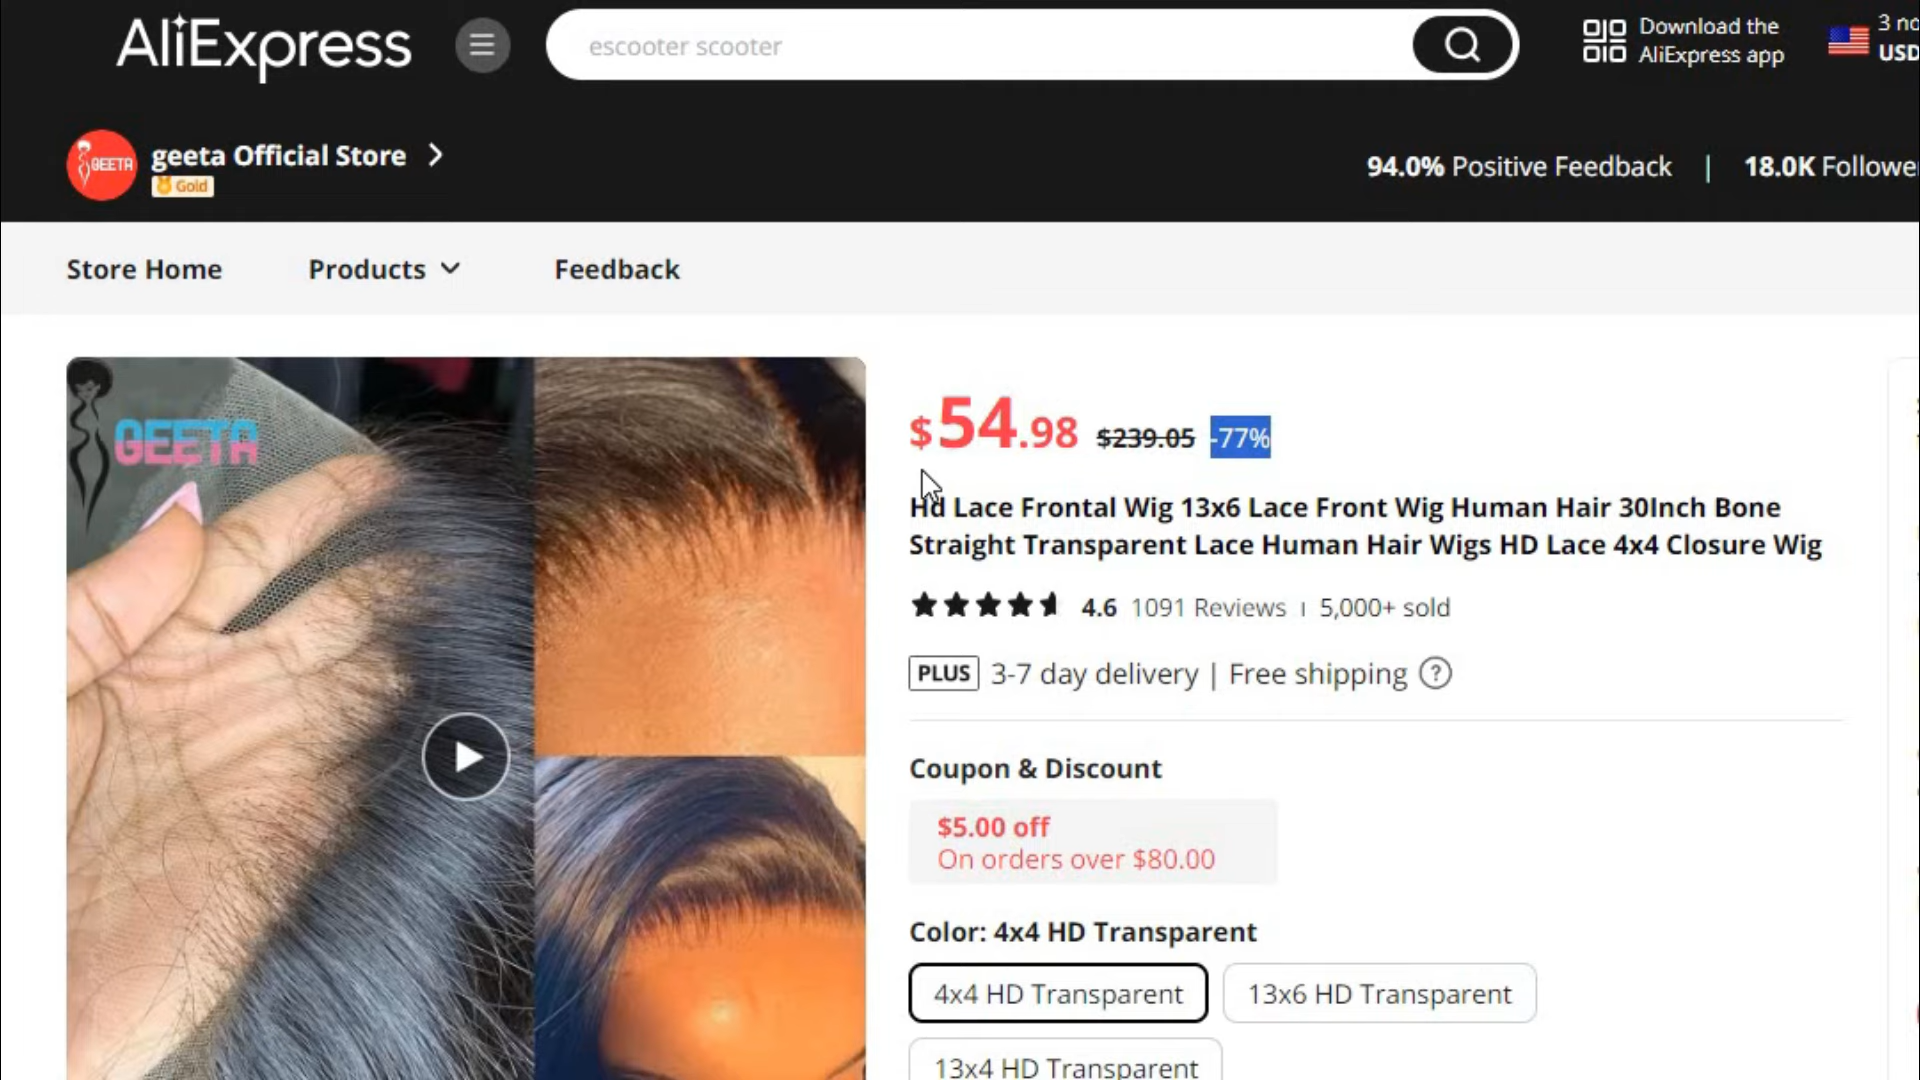 AliExpress
escooter scooter
Download the
AliExpress app
3 no
USD
GEETA
geeta Official Store
Gold
94.0% Positive Feedback | 18.0K Followe
Store Home
Products
Feedback
GEETA
$54.98 $239.05 -77%
Hd Lace Frontal Wig 13x6 Lace Front Wig Human Hair 30Inch Bone
Straight Transparent Lace Human Hair Wigs HD Lace 4x4 Closure Wig
4.6 1091 Reviews | 5,000+ sold
PLUS 3-7 day delivery | Free shipping ?
Coupon & Discount
$5.00 off
On orders over $80.00
Color: 4x4 HD Transparent
4x4 HD Transparent
13x6 HD Transparent
13x4 HD Transparent